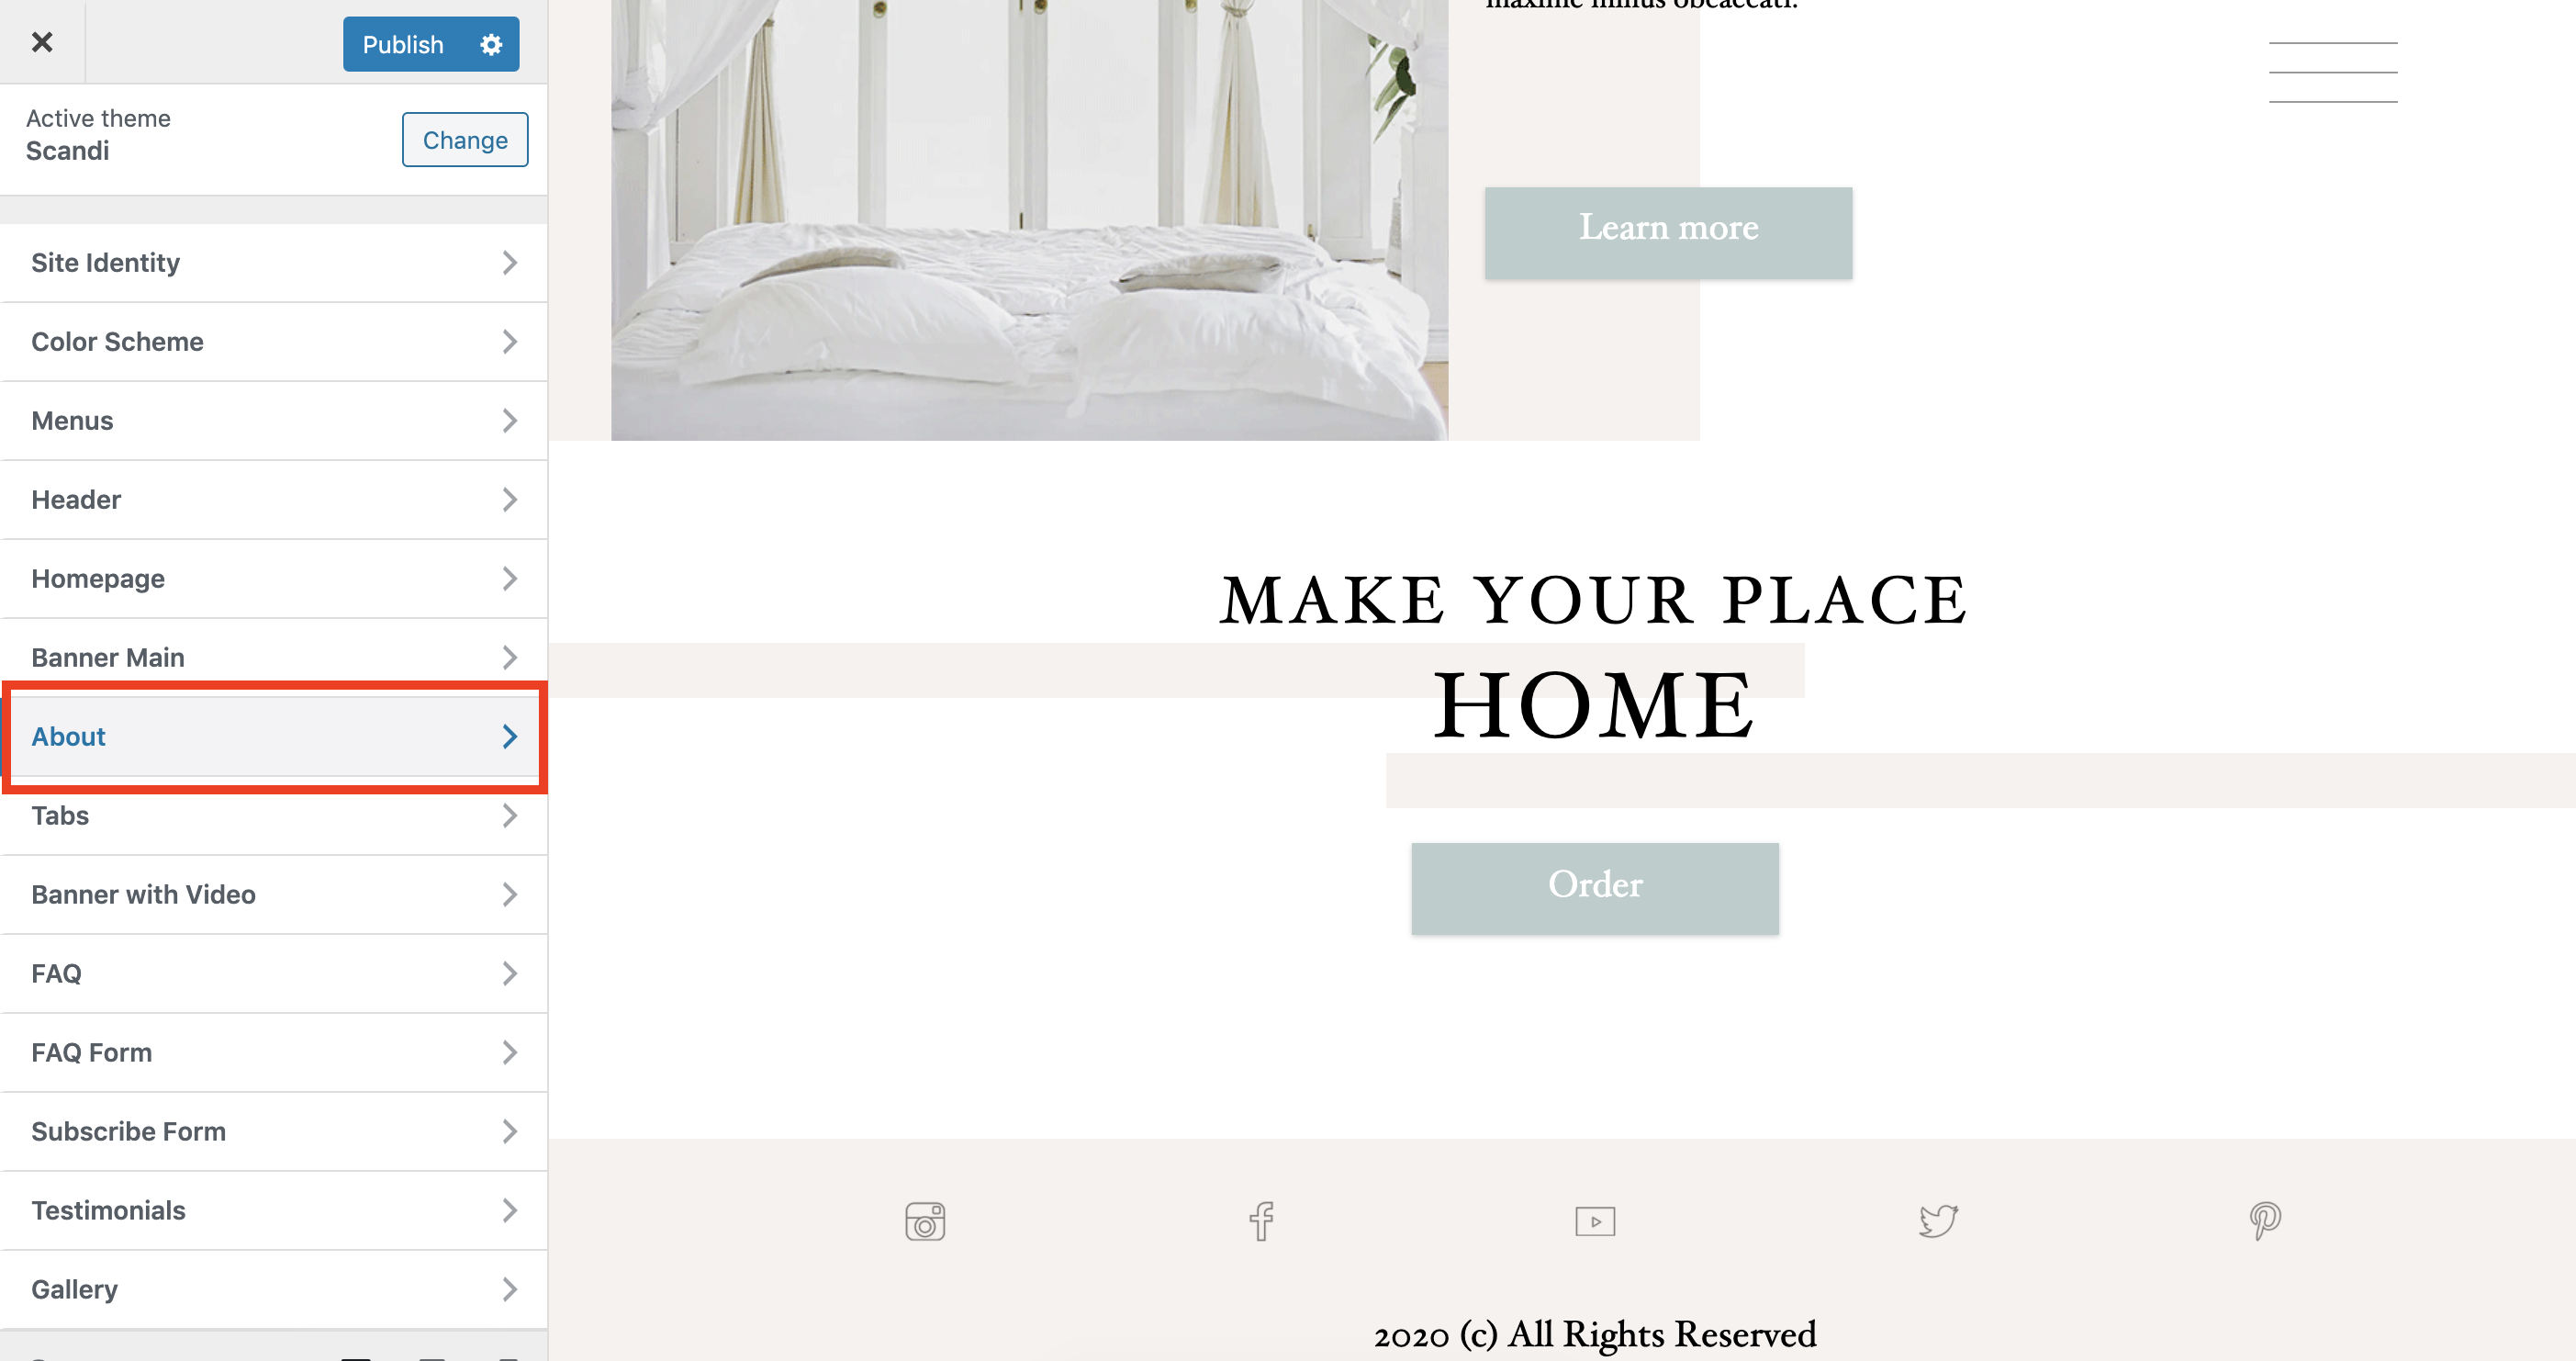 Publish
Active theme
Scandi
Change
Site Identity
Color Scheme
Menus
Header
Homepage
Banner Main
About
Tabs
Banner with Video
FAQ
FAQ Form
Subscribe Form
Testimonials
Gallery
maxime minus obcaecati.
Learn more
MAKE YOUR PLACE
HOME
Order
2020 (c) All Rights Reserved